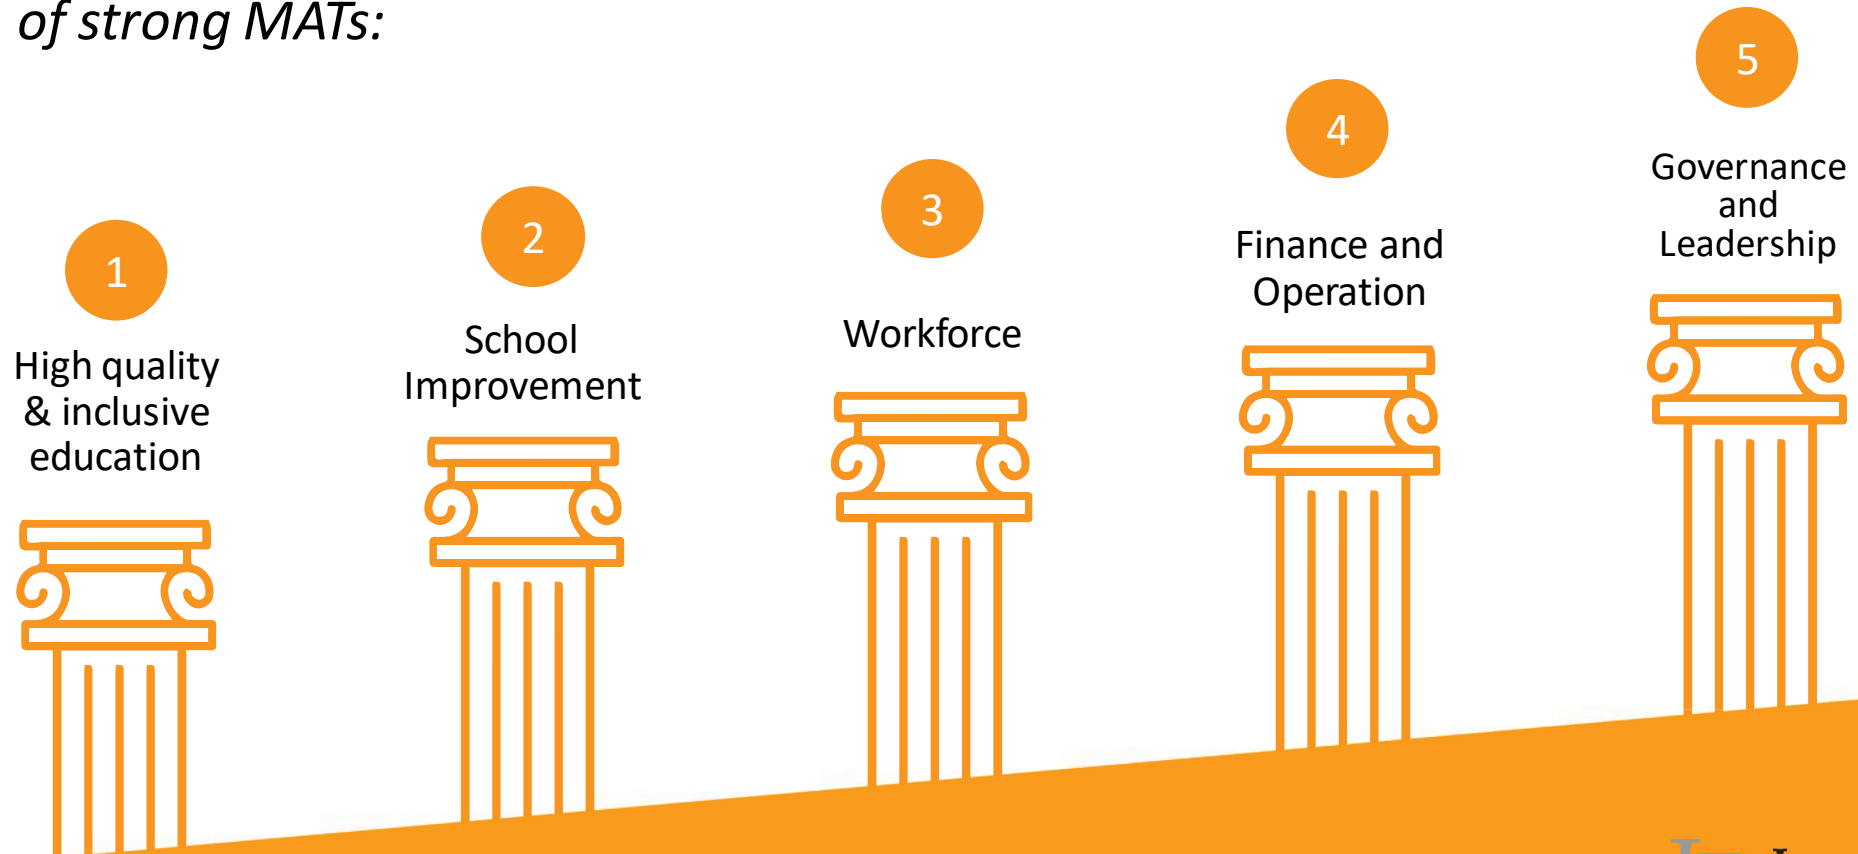 of strong MATs:
1
High quality
& inclusive
education
2
School
Improvement
3
Workforce
4
Finance and
Operation
5
Governance
and
Leadership